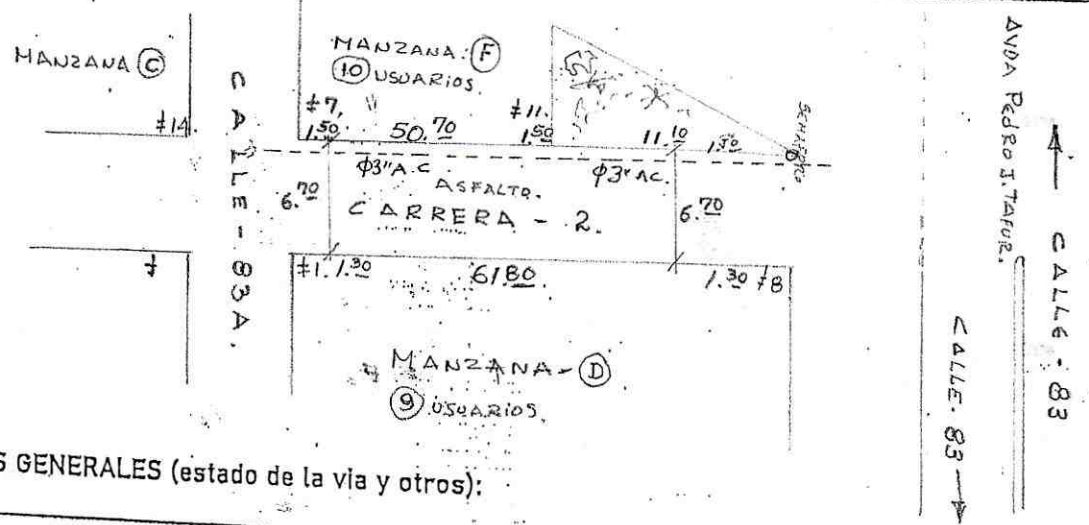 MANZANA (C)
#14
CALLE-83A.
MANZANA: (F)
(10) USUARIOS.
#7,
1.50
50.70
#11.
1.50
11.10
1.50
SEMAFORO
Φ3"A.C
Φ3"AC.
ASFALTO.
6.70
CARRERA-2.
6.70
#1. 1.30
61.80.
1.30 #8
MANZANA-(D)
(9) USUARIOS.
AVDA PEDRO J. TAFUR.
CALLE-83
CALLE-83
S GENERALES (estado de la via y otros):